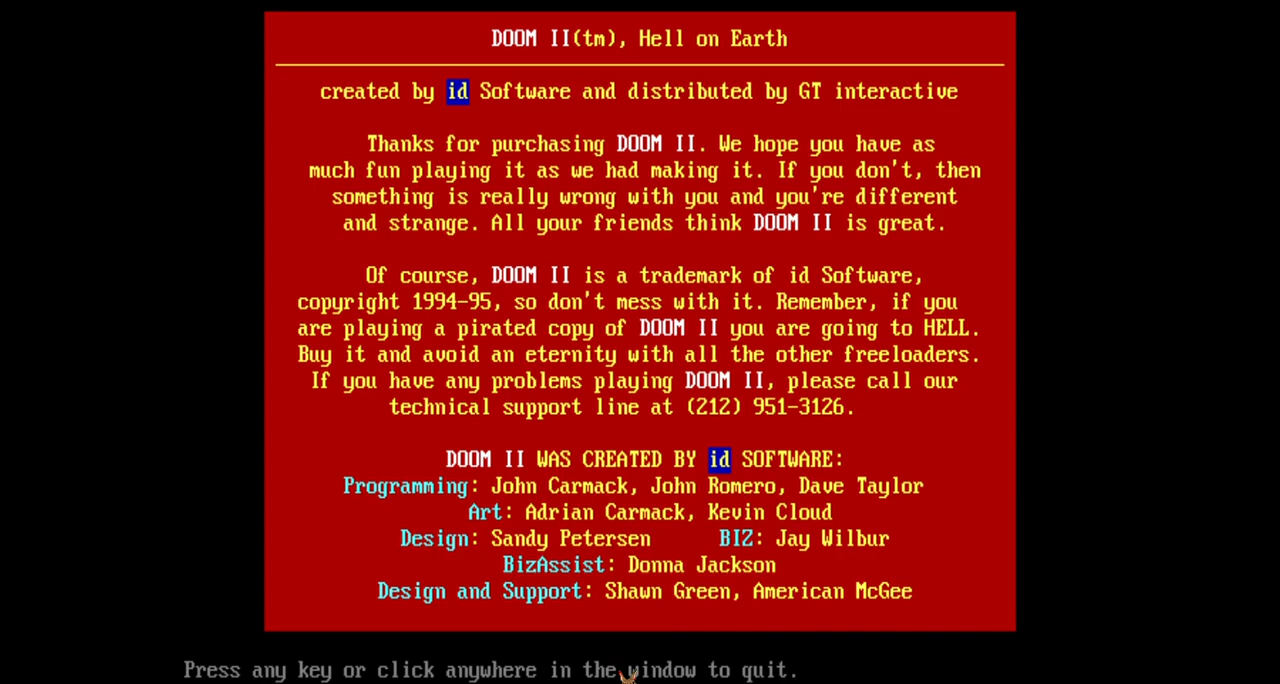 DOOM II(tm), Hell on Earth
created by id Software and distributed by GT interactive
Thanks for purchasing DOOM II. We hope you have as
much fun playing it as we had making it. If you don't, then
something is really wrong with you and you're different
and strange. All your friends think DOOM II is great.
Of course, DOOM II is a trademark of id Software,
copyright 1994-95, so don't mess with it. Remember, if you
are playing a pirated copy of DOOM II you are going to HELL.
Buy it and avoid an eternity with all the other freeloaders.
If you have any problems playing DOOM II, please call our
technical support line at (212) 951-3126.
DOOM II WAS CREATED BY id SOFTWARE:
Programming: John Carmack, John Romero, Dave Taylor
Art: Adrian Carmack, Kevin Cloud
Design: Sandy Petersen BIZ: Jay Wilbur
BizAssist: Donna Jackson
Design and Support: Shawn Green, American McGee
Press any key or click anywhere in the window to quit.